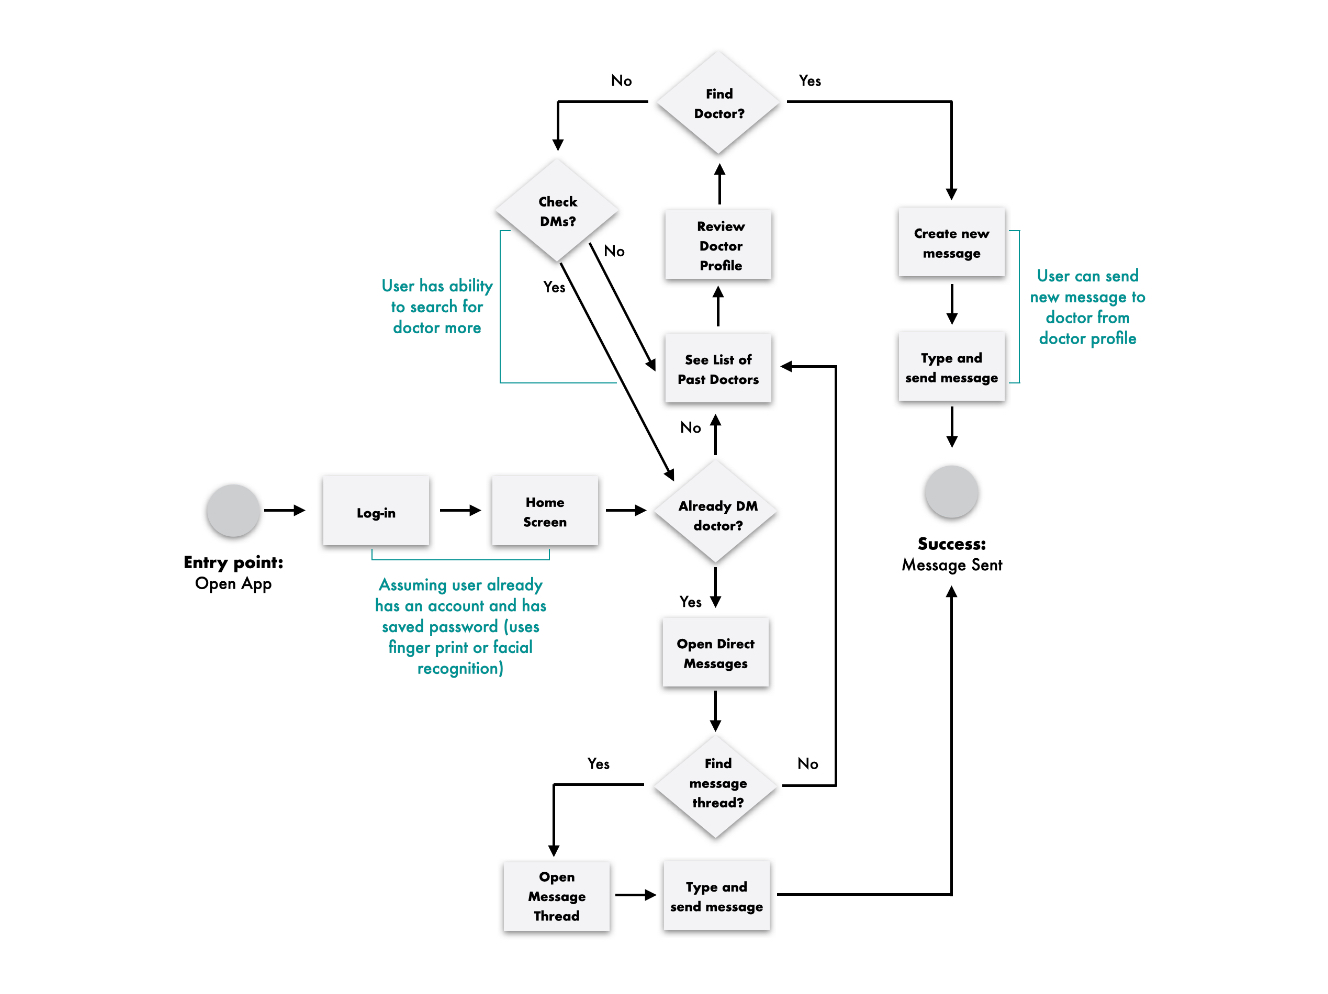 No
Find
Doctor?
Yes
Check
DMs?
Review
Doctor
Profile
Create new
message
No
Yes
User has ability
to search for
doctor more
User can send
new message to
doctor from
doctor profile
See List of
Past Doctors
Type and
send message
No
Log-in
Home
Screen
Already DM
doctor?
Entry point:
Open App
Success:
Message Sent
Assuming user already
has an account and has
saved password (uses
finger print or facial
recognition)
Yes
Open Direct
Messages
Yes
Find
message
thread?
No
Open
Message
Thread
Type and
send message